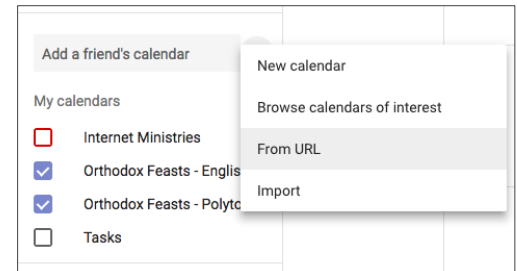 Add a friend's calendar
New calendar
Browse calendars of interest
From URL
Import
My calendars
Internet Ministries
Orthodox Feasts - Englis
Orthodox Feasts - Polyto
Tasks